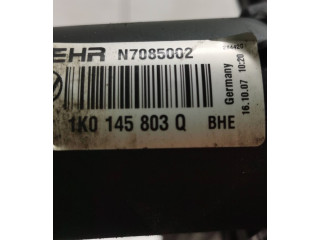 EHR N7085002
1K0 145 803 Q BHE
Germany
16.10.07 10:20